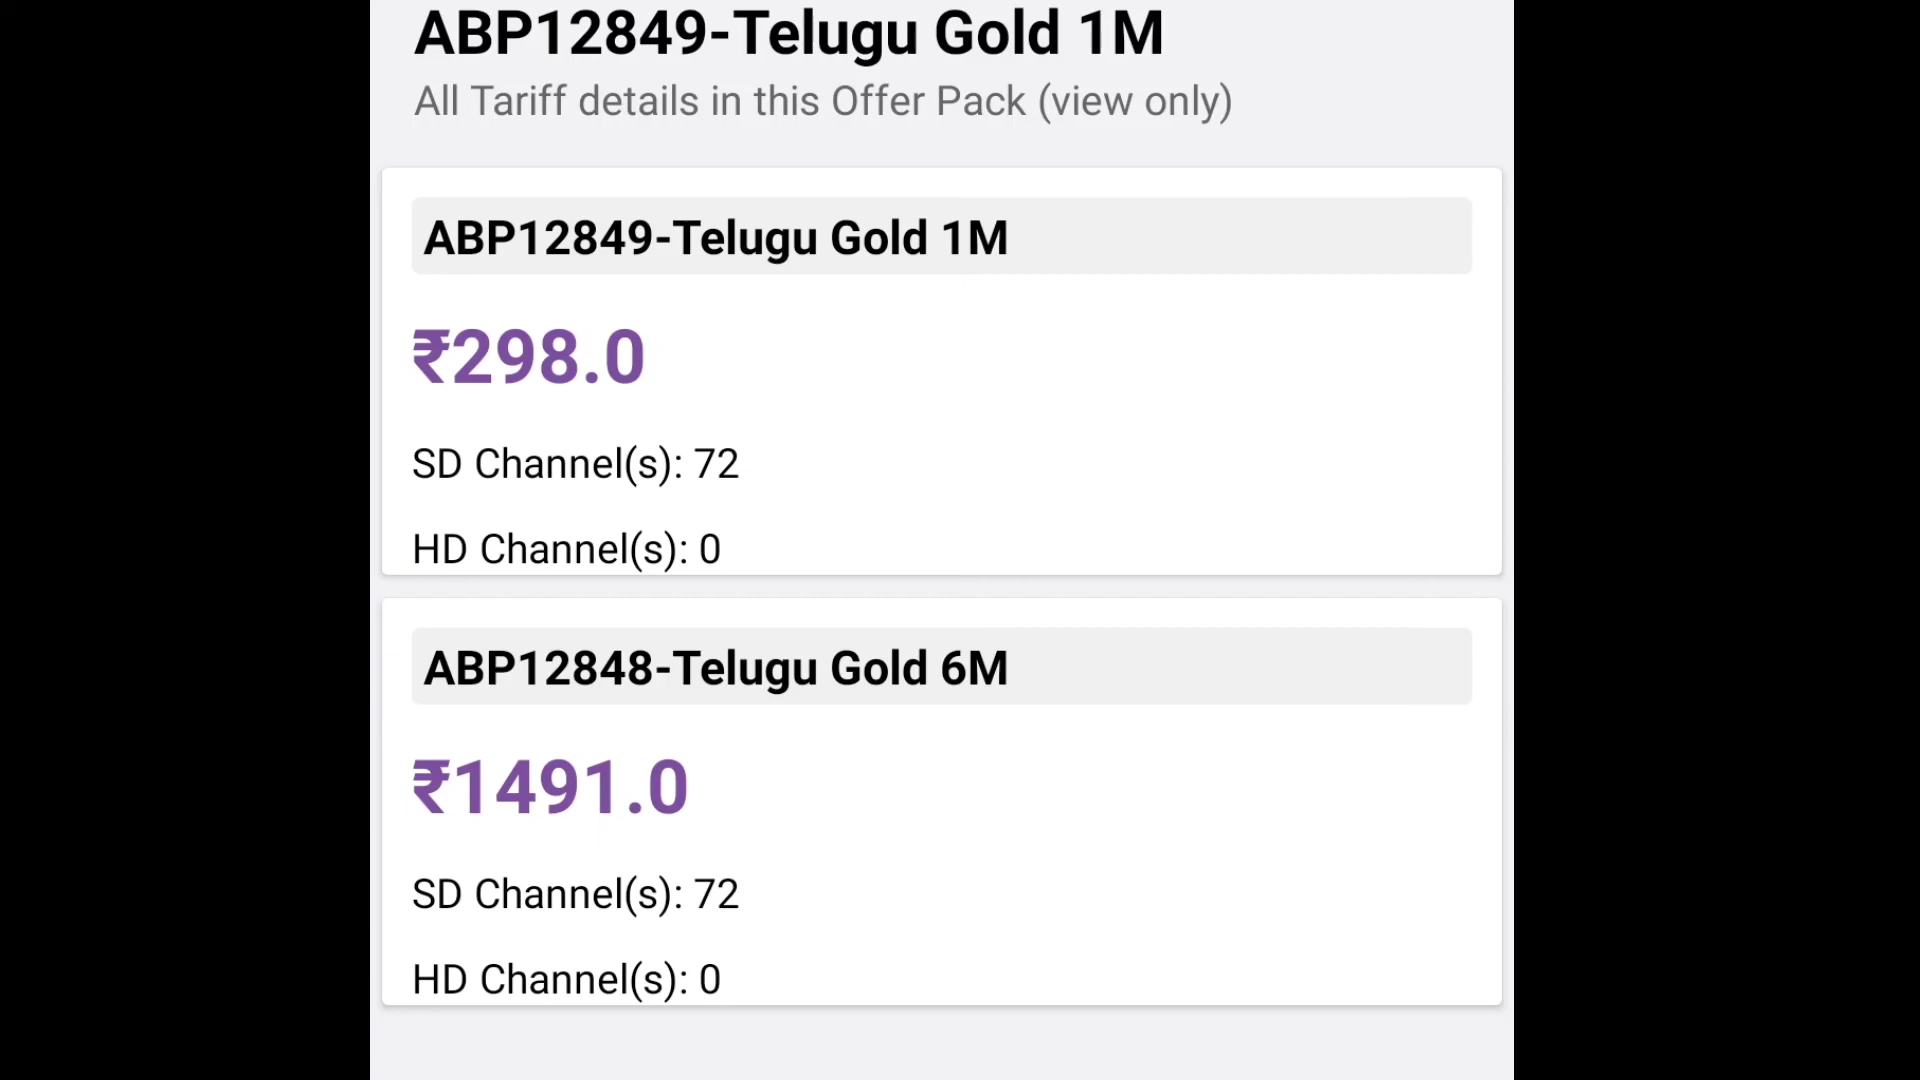 ABP12849-Telugu Gold 1M
All Tariff details in this Offer Pack (view only)
ABP12849-Telugu Gold 1M
₹298.0
SD Channel(s): 72
HD Channel(s): 0
ABP12848-Telugu Gold 6M
₹1491.0
SD Channel(s): 72
HD Channel(s): 0